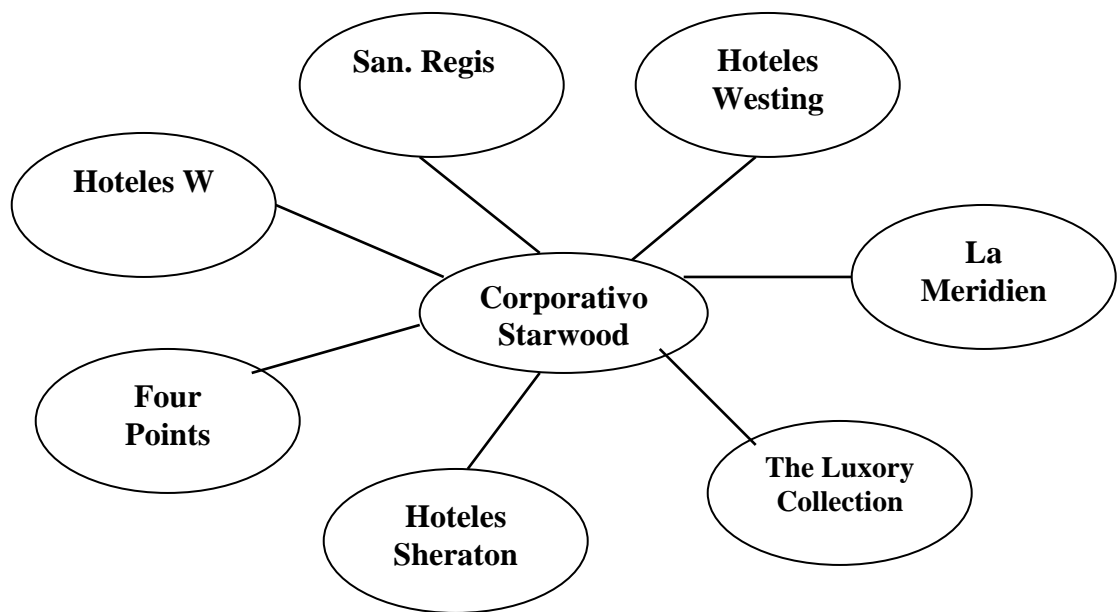 San. Regis
Hoteles
Westing
Hoteles W
La
Meridien
Corporativo
Starwood
Four
Points
The Luxory
Collection
Hoteles
Sheraton